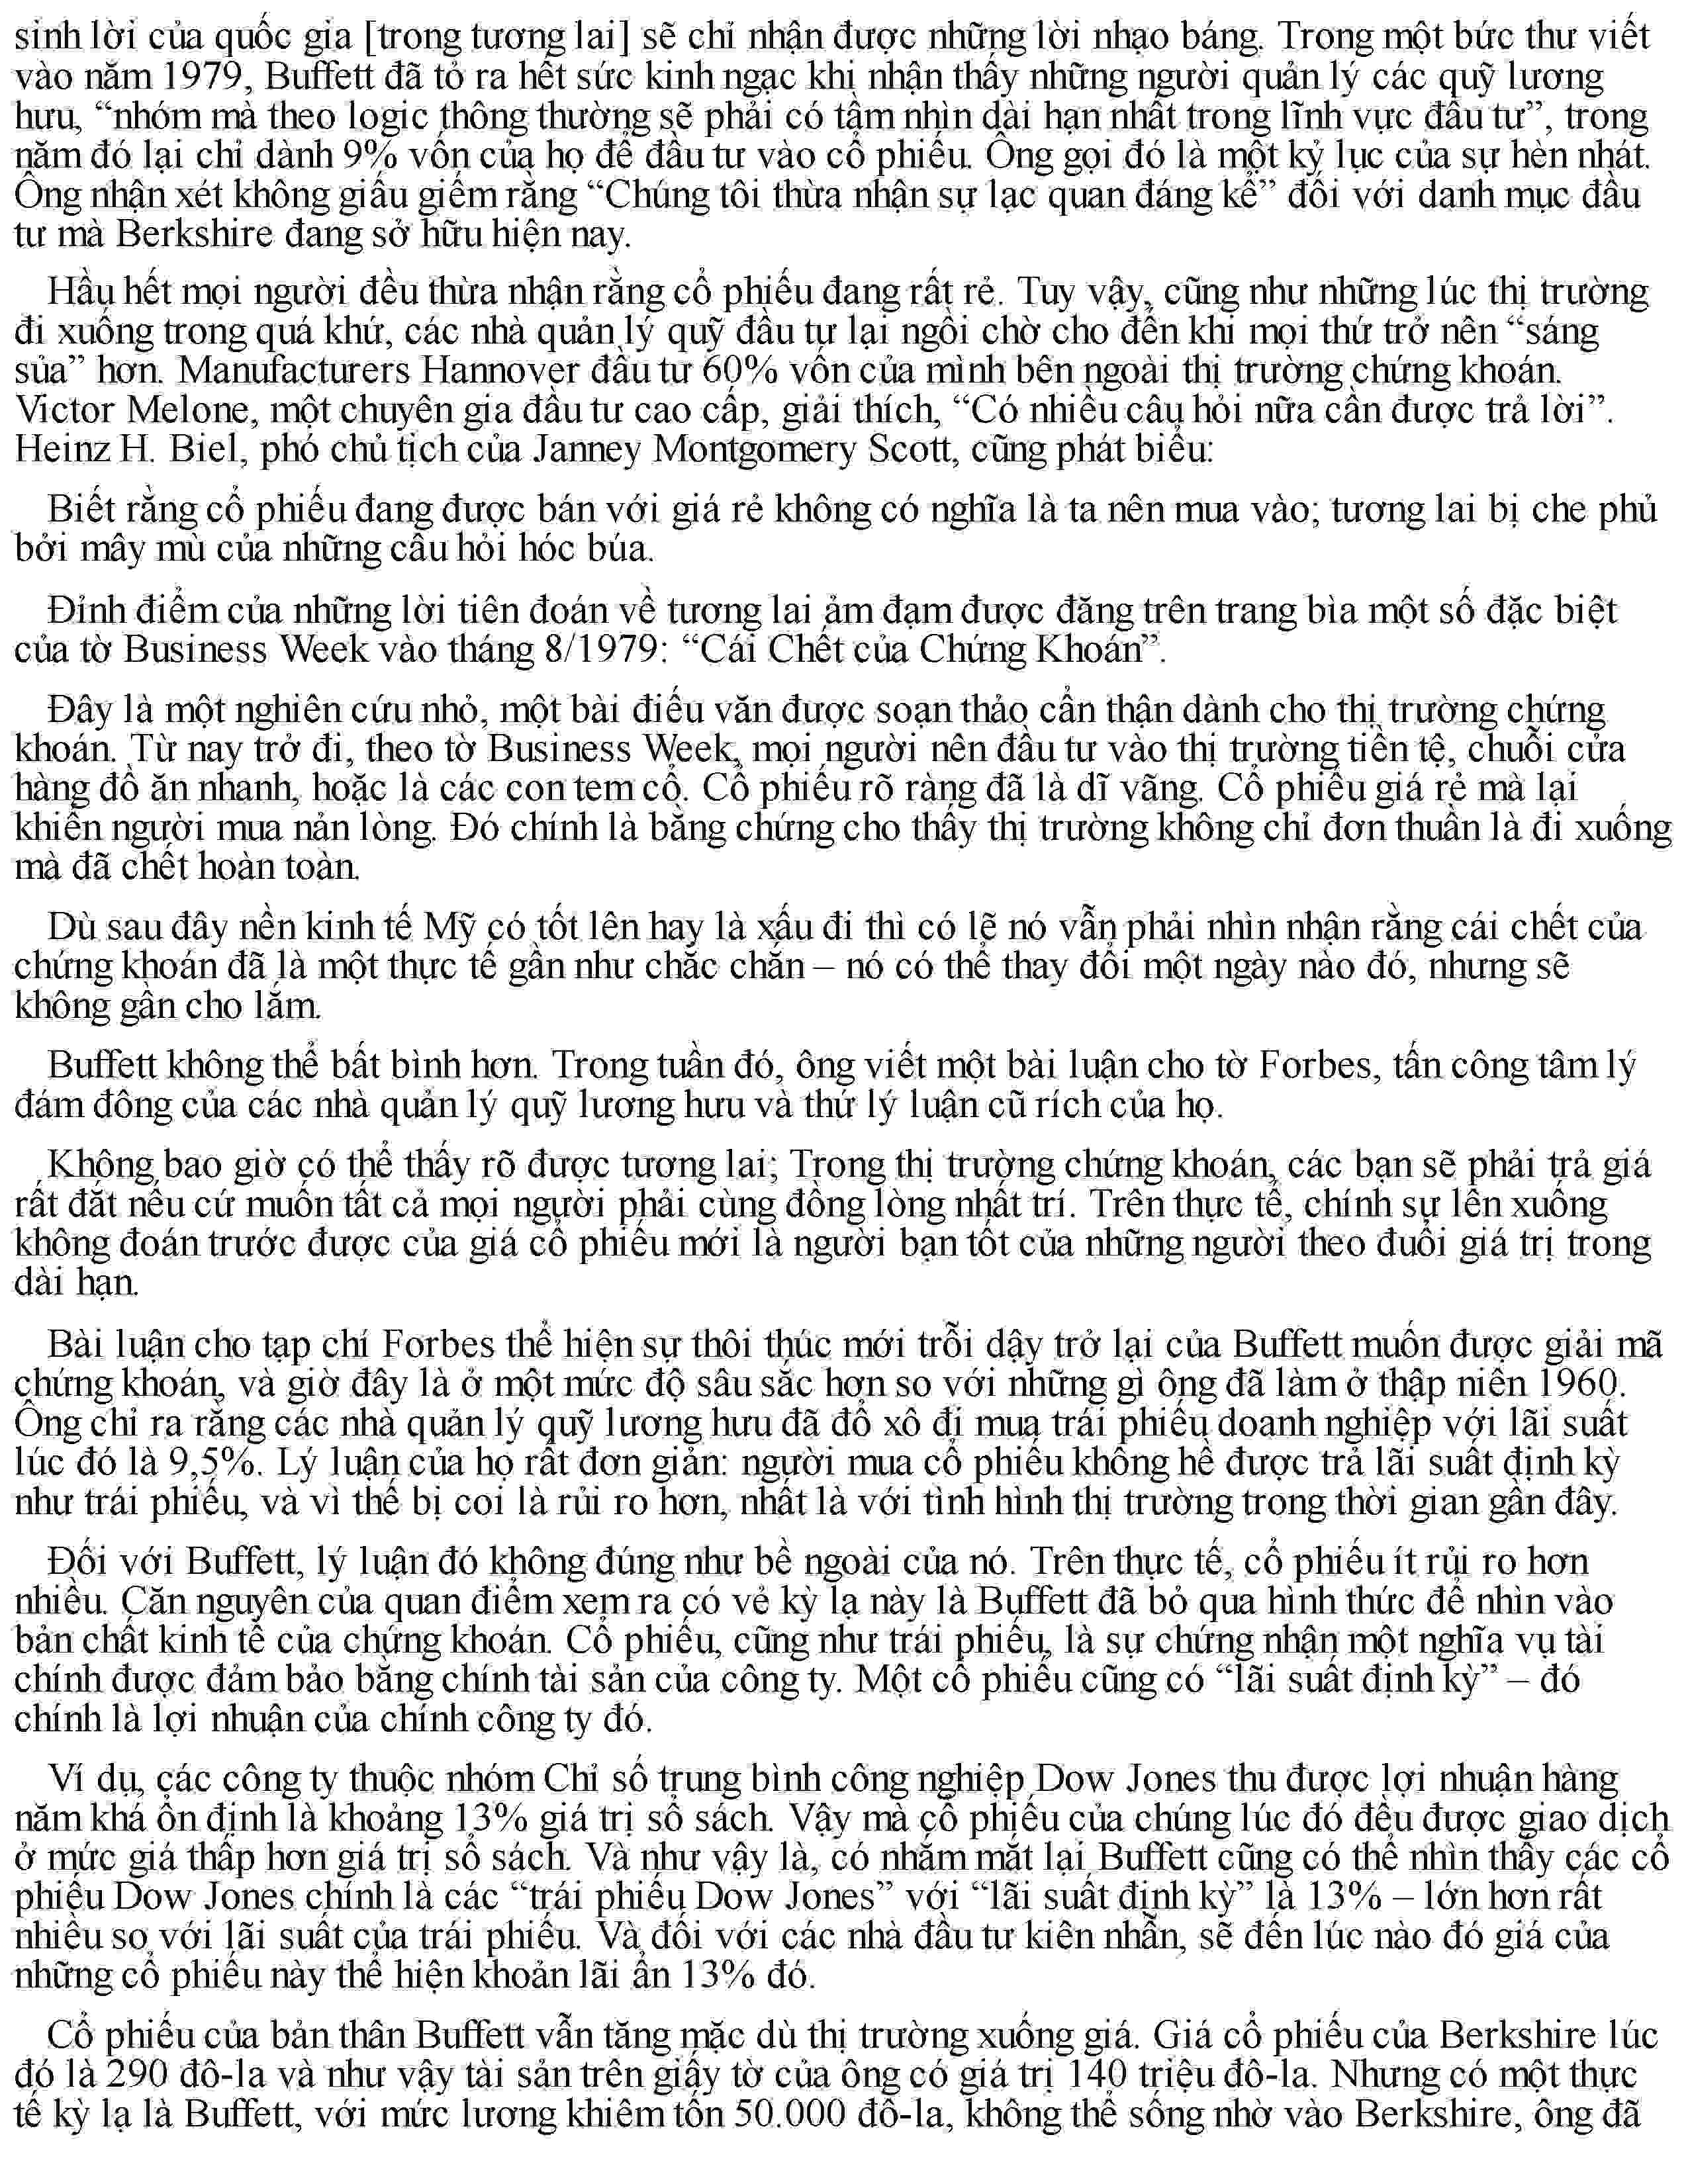 sinh lời của quốc gia [trong tương lai] sẽ chỉ nhận được những lời nhạo báng. Trong một bức thư viết
vào năm 1979, Buffett đã tỏ ra hết sức kinh ngạc khi nhận thấy những người quản lý các quỹ lương
hưu, “nhóm mà theo logic thông thường sẽ phải có tầm nhìn dài hạn nhất trong lĩnh vực đầu tư”, trong
năm đó lại chỉ dành 9% vốn của họ để đầu tư vào cổ phiếu. Ông gọi đó là một kỷ lục của sự hèn nhát.
Ông nhận xét không giấu giếm rằng “Chúng tôi thừa nhận sự lạc quan đáng kể” đối với danh mục đầu
tư mà Berkshire đang sở hữu hiện nay.
Hầu hết mọi người đều thừa nhận rằng cổ phiếu đang rất rẻ. Tuy vậy, cũng như những lúc thị trường
đi xuống trong quá khứ, các nhà quản lý quỹ đầu tư lại ngồi chờ cho đến khi mọi thứ trở nên “sáng
sủa” hơn. Manufacturers Hannover đầu tư 60% vốn của mình bên ngoài thị trường chứng khoán.
Victor Melone, một chuyên gia đầu tư cao cấp, giải thích, “Có nhiều câu hỏi nữa cần được trả lời”.
Heinz H. Biel, phó chủ tịch của Janney Montgomery Scott, cũng phát biểu:
Biết rằng cổ phiếu đang được bán với giá rẻ không có nghĩa là ta nên mua vào; tương lai bị che phủ
bởi mây mù của những câu hỏi hóc búa.
Đỉnh điểm của những lời tiên đoán về tương lai ảm đạm được đăng trên trang bìa một số đặc biệt
của tờ Business Week vào tháng 8/1979: “Cái Chết của Chứng Khoán”.
Đây là một nghiên cứu nhỏ, một bài điếu văn được soạn thảo cẩn thận dành cho thị trường chứng
khoán. Từ nay trở đi, theo tờ Business Week, mọi người nên đầu tư vào thị trường tiền tệ, chuỗi cửa
hàng đồ ăn nhanh, hoặc là các con tem cổ. Cổ phiếu rõ ràng đã là dĩ vãng. Cổ phiếu giá rẻ mà lại
khiến người mua nản lòng. Đó chính là bằng chứng cho thấy thị trường không chỉ đơn thuần là đi xuống
mà đã chết hoàn toàn.
Dù sau đây nền kinh tế Mỹ có tốt lên hay là xấu đi thì có lẽ nó vẫn phải nhìn nhận rằng cái chết của
chứng khoán đã là một thực tế gần như chắc chắn – nó có thể thay đổi một ngày nào đó, nhưng sẽ
không gần cho lắm.
Buffett không thể bất bình hơn. Trong tuần đó, ông viết một bài luận cho tờ Forbes, tấn công tâm lý
đám đông của các nhà quản lý quỹ lương hưu và thứ lý luận cũ rích của họ.
Không bao giờ có thể thấy rõ được tương lai; Trong thị trường chứng khoán, các bạn sẽ phải trả giá
rất đắt nếu cứ muốn tất cả mọi người phải cùng đồng lòng nhất trí. Trên thực tế, chính sự lên xuống
không đoán trước được của giá cổ phiếu mới là người bạn tốt của những người theo đuổi giá trị trong
dài hạn.
Bài luận cho tạp chí Forbes thể hiện sự thôi thúc mới trỗi dậy trở lại của Buffett muốn được giải mã
chứng khoán, và giờ đây là ở một mức độ sâu sắc hơn so với những gì ông đã làm ở thập niên 1960.
Ông chỉ ra rằng các nhà quản lý quỹ lương hưu đã đổ xô đi mua trái phiếu doanh nghiệp với lãi suất
lúc đó là 9,5%. Lý luận của họ rất đơn giản: người mua cổ phiếu không hề được trả lãi suất định kỳ
như trái phiếu, và vì thế bị coi là rủi ro hơn, nhất là với tình hình thị trường trong thời gian gần đây.
Đối với Buffett, lý luận đó không đúng như bề ngoài của nó. Trên thực tế, cổ phiếu ít rủi ro hơn
nhiều. Căn nguyên của quan điểm xem ra có vẻ kỳ lạ này là Buffett đã bỏ qua hình thức để nhìn vào
bản chất kinh tế của chứng khoán. Cổ phiếu, cũng như trái phiếu, là sự chứng nhận một nghĩa vụ tài
chính được đảm bảo bằng chính tài sản của công ty. Một cổ phiếu cũng có “lãi suất định kỳ” – đó
chính là lợi nhuận của chính công ty đó.
Ví dụ, các công ty thuộc nhóm Chỉ số trung bình công nghiệp Dow Jones thu được lợi nhuận hàng
năm khá ổn định là khoảng 13% giá trị sổ sách. Vậy mà cổ phiếu của chúng lúc đó đều được giao dịch
ở mức giá thấp hơn giá trị sổ sách. Và như vậy là, có nhắm mắt lại Buffett cũng có thể nhìn thấy các cổ
phiếu Dow Jones chính là các “trái phiếu Dow Jones” với “lãi suất định kỳ” là 13% – lớn hơn rất
nhiều so với lãi suất của trái phiếu. Và đối với các nhà đầu tư kiên nhẫn, sẽ đến lúc nào đó giá của
những cổ phiếu này thể hiện khoản lãi ẩn 13% đó.
Cổ phiếu của bản thân Buffett vẫn tăng mặc dù thị trường xuống giá. Giá cổ phiếu của Berkshire lúc
đó là 290 đô-la và như vậy tài sản trên giấy tờ của ông có giá trị 140 triệu đô-la. Nhưng có một thực
tế kỳ lạ là Buffett, với mức lương khiêm tốn 50.000 đô-la, không thể sống nhờ vào Berkshire, ông đã